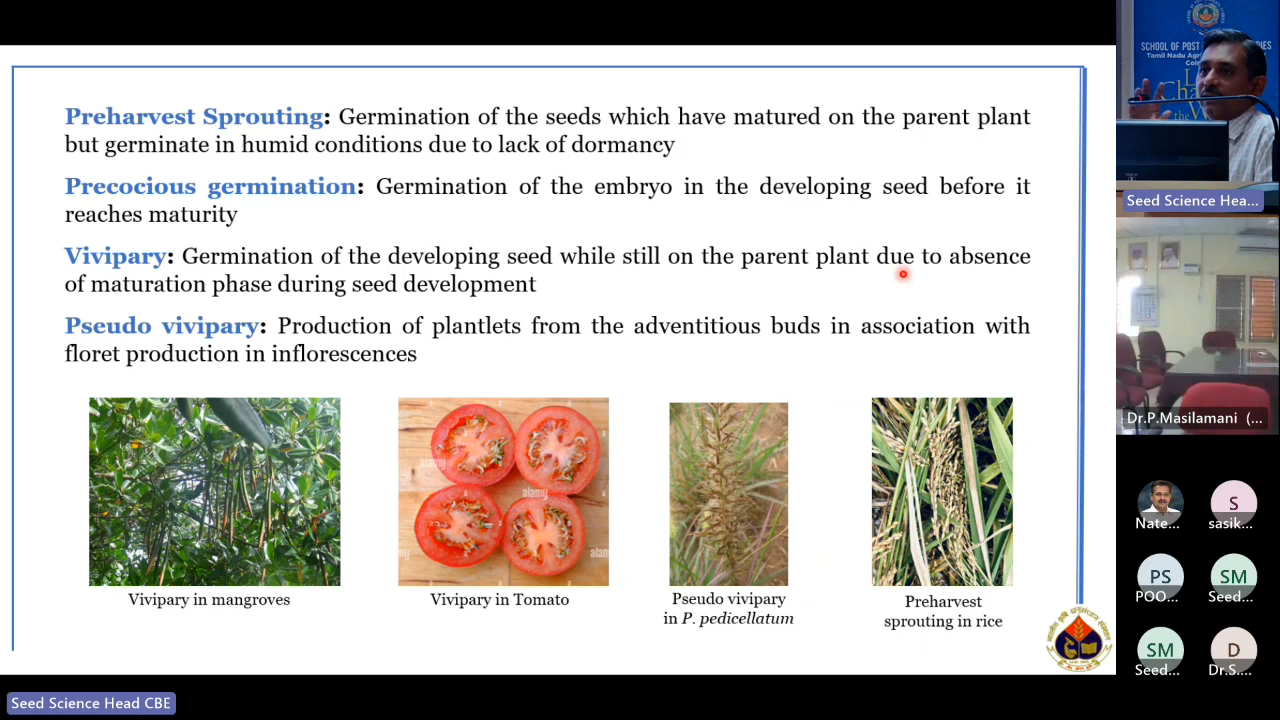 Preharvest Sprouting: Germination of the seeds which have matured on the parent plant
but germinate in humid conditions due to lack of dormancy
Precocious germination: Germination of the embryo in the developing seed before it
reaches maturity
Vivipary: Germination of the developing seed while still on the parent plant due to absence
of maturation phase during seed development
Pseudo vivipary: Production of plantlets from the adventitious buds in association with
floret production in inflorescences
alamy
alamy
Vivipary in mangroves
Vivipary in Tomato
Pseudo vivipary
in P. pedicellatum
Preharvest
sprouting in rice
Seed Science Head CBE
SCHOOL OF POST
Tamil Nadu Agri
Seed Science Hea...
Dr.P.Masilamani (...
Nate...
S
sasik...
PS
POO...
SM
Seed...
SM
Seed...
D
Dr.S....